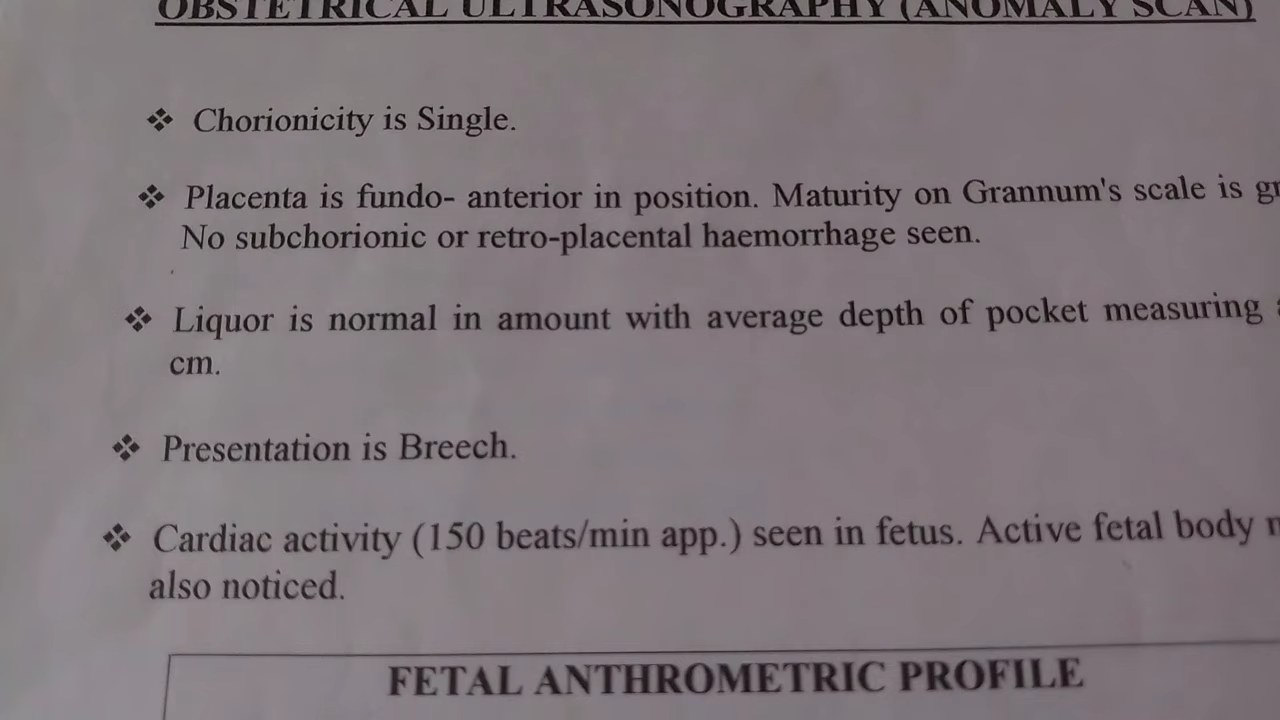 OBSTETRICAL ULTRASONOGRAPHY (ANOMALY SCAN)
❖ Chorionicity is Single.
❖ Placenta is fundo- anterior in position. Maturity on Grannum's scale is
No subchorionic or retro-placental haemorrhage seen.
❖ Liquor is normal in amount with average depth of pocket measuring
cm.
❖ Presentation is Breech.
❖ Cardiac activity (150 beats/min app.) seen in fetus. Active fetal body
also noticed.
FETAL ANTHROMETRIC PROFILE